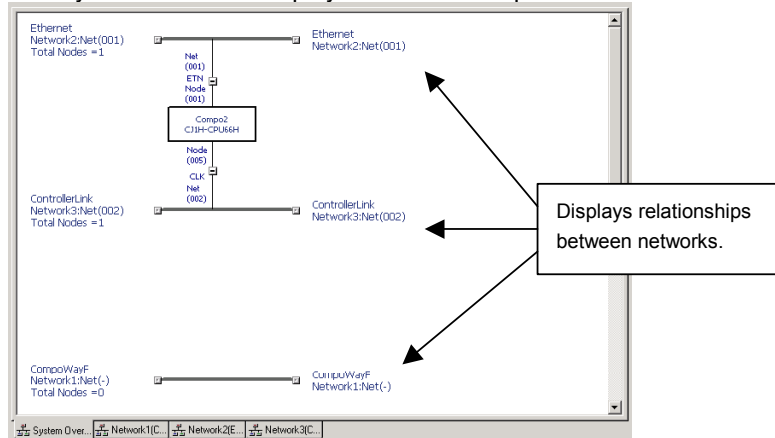 Ethernet
Network2:Net(001)
Total Nodes =1
Ethernet
Network2:Net(001)
Net
(001)
ETN
Node
(001)
Compo2
CJ1H-CPU66H
Node
(005)
CLK
Net
(002)
ControllerLink
Network3:Net(002)
Total Nodes =1
ControllerLink
Network3:Net(002)
Displays relationships
between networks.
CompoWayF
Network1:Net(-)
Total Nodes =0
CompoWayF
Network1:Net(-)
System Over...
Network1(C...
Network2(E...
Network3(C...